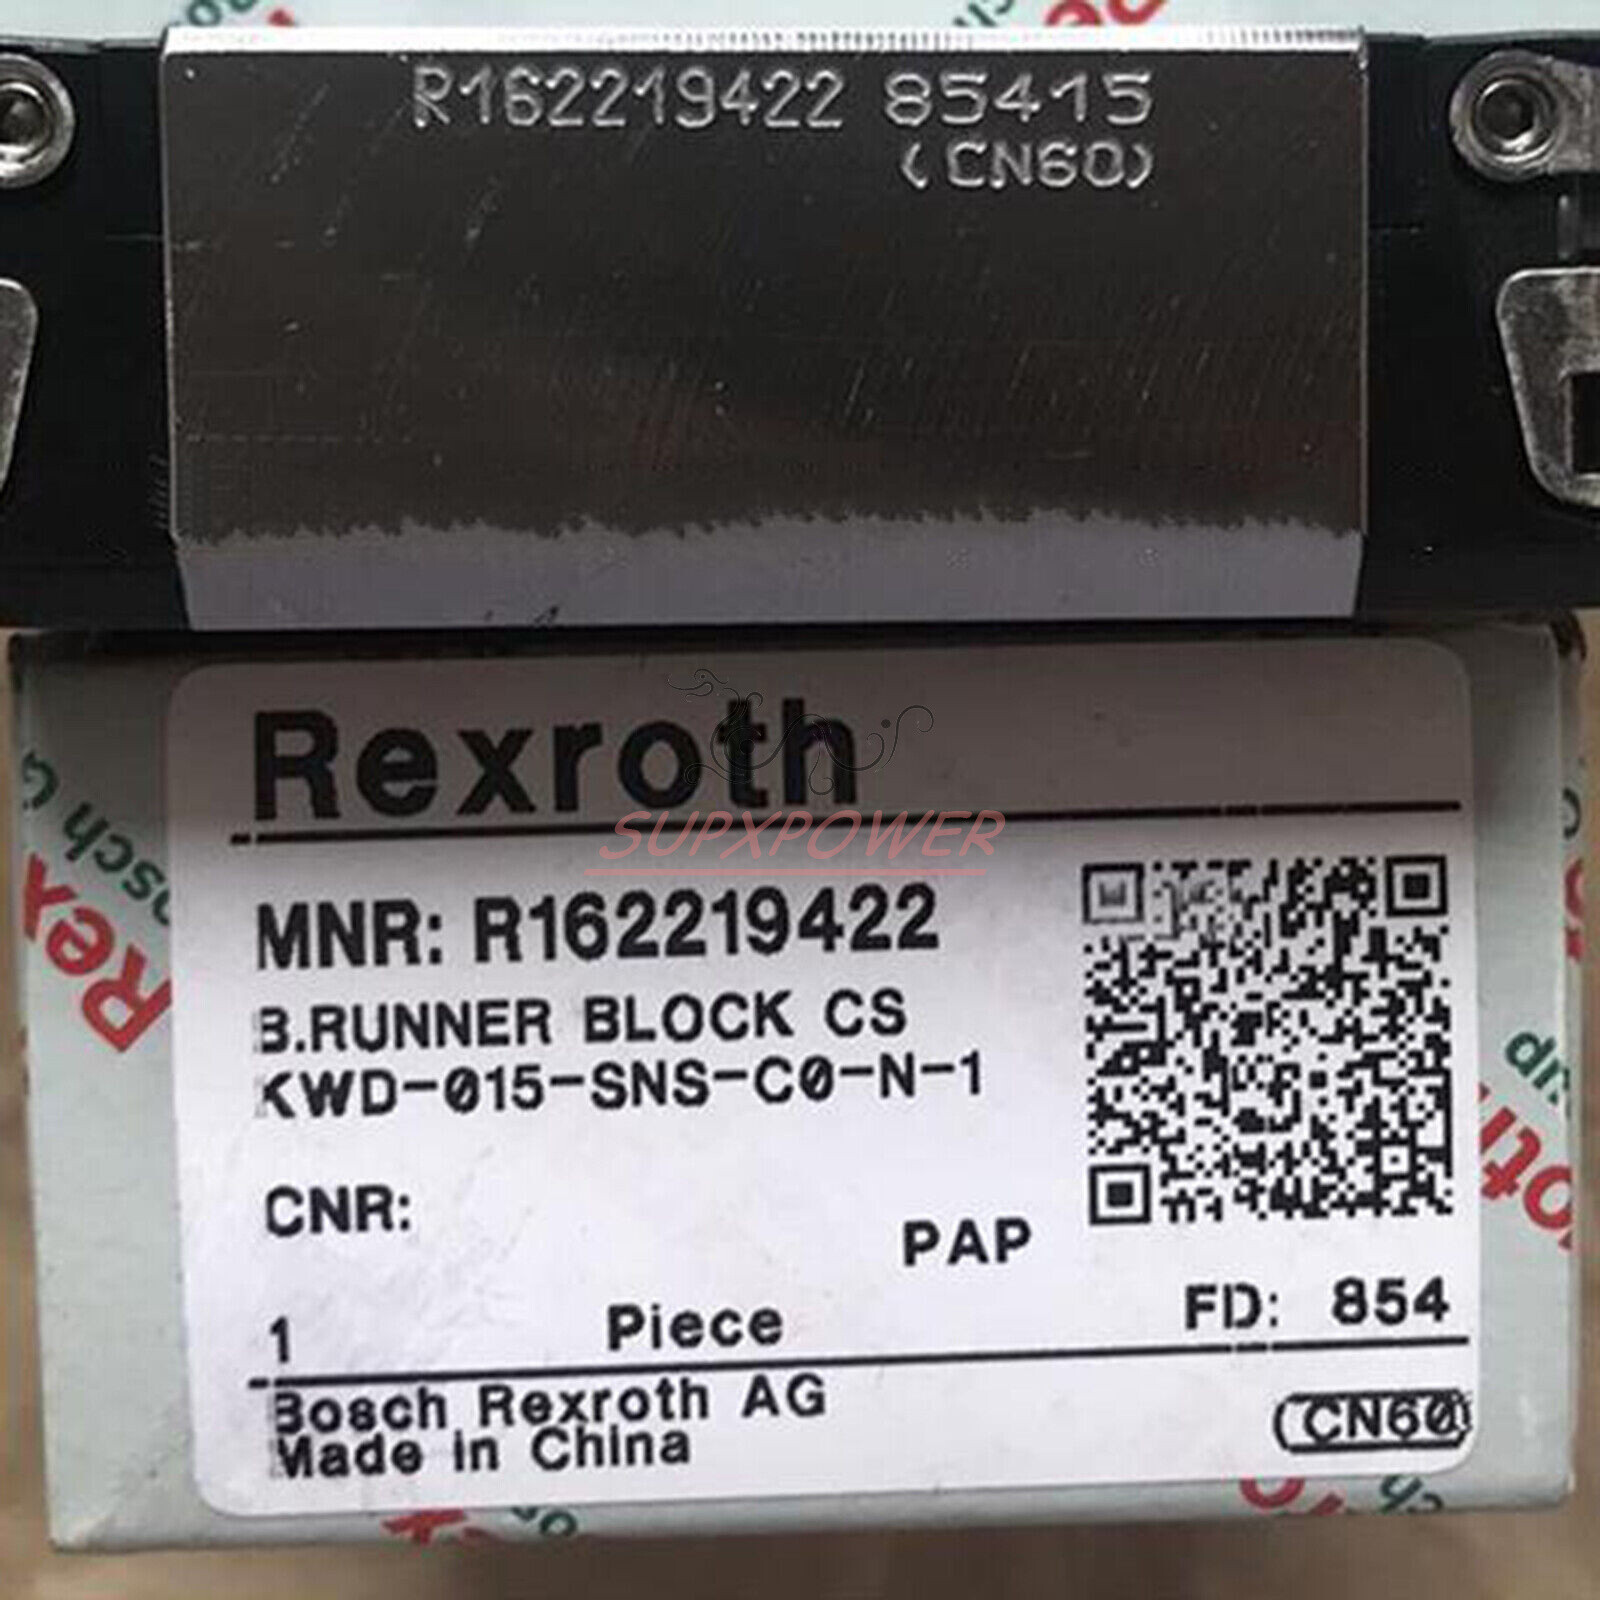 R162219422 85415
(CN60)
Rexroth
SUPXPOWER
MNR: R162219422
B.RUNNER BLOCK CS
KWD-015-SNS-C0-N-1
CNR:
PAP
1 Piece FD: 854
Bosch Rexroth AG
Made in China
CN60